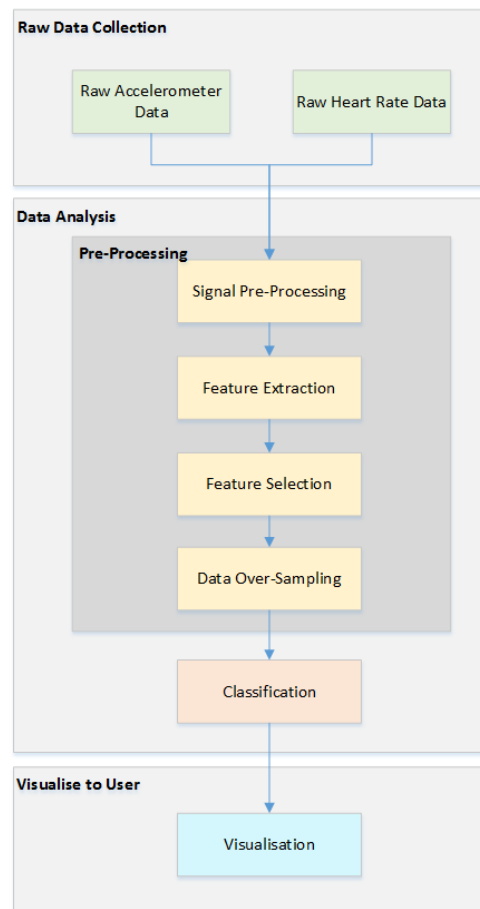 Raw Data Collection
Raw Accelerometer
Data
Raw Heart Rate Data
Data Analysis
Pre-Processing
Signal Pre-Processing
Feature Extraction
Feature Selection
Data Over-Sampling
Classification
Visualise to User
Visualisation